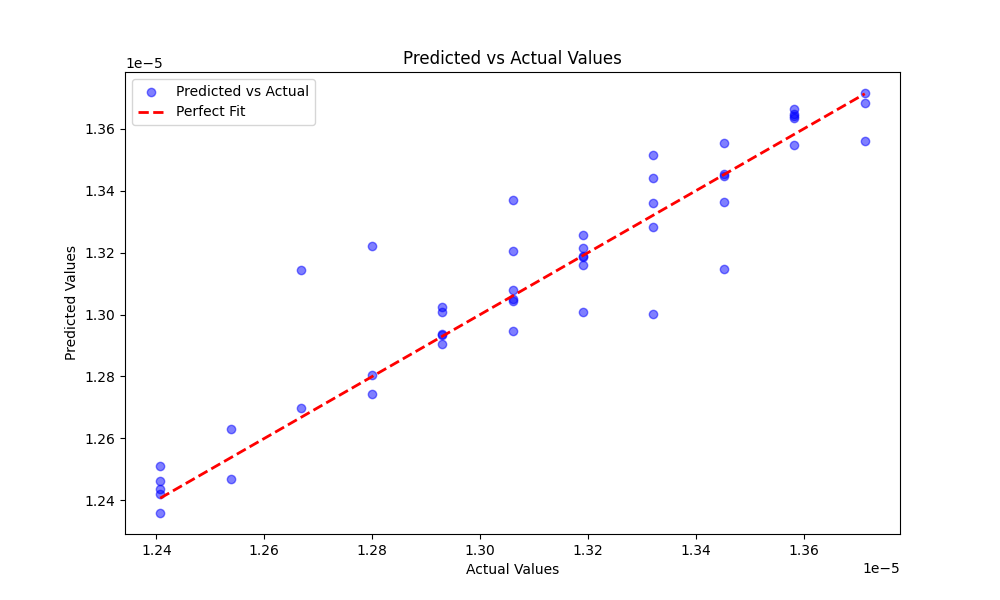 Predicted vs Actual Values
1e−5
Predicted vs Actual
Perfect Fit
1.36
1.34
1.32
1.30
1.28
1.26
1.24
Predicted Values
1.24 1.26 1.28 1.30 1.32 1.34 1.36
Actual Values
1e−5